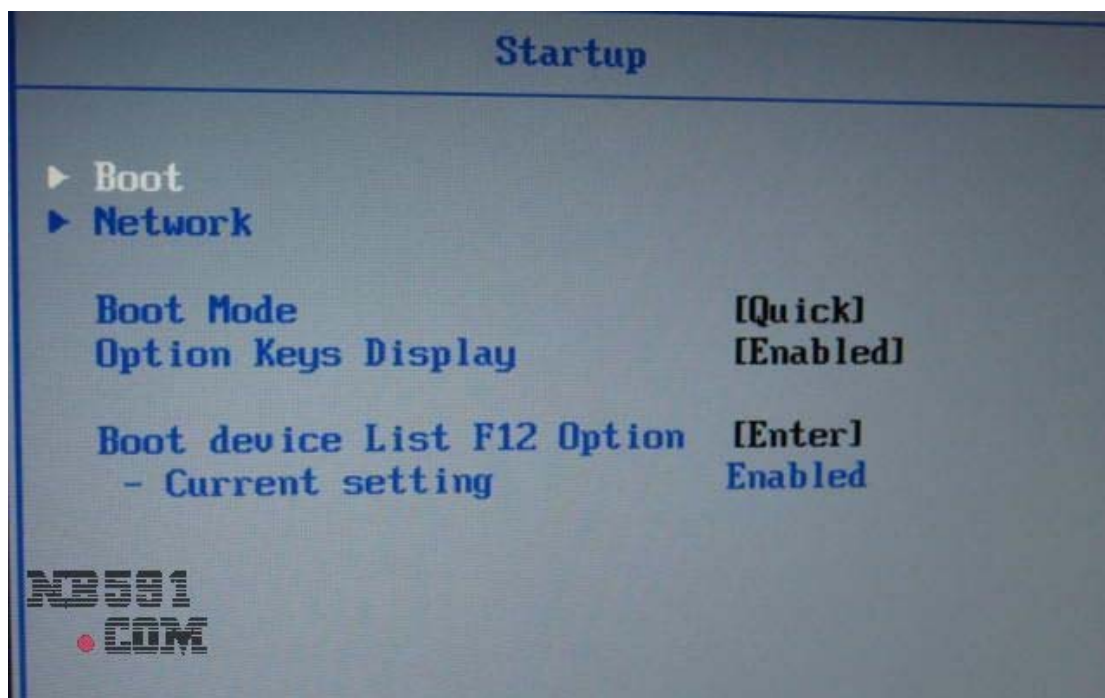 Startup
Boot
Network
Boot Mode [Quick]
Option Keys Display [Enabled]
Boot device List F12 Option [Enter]
- Current setting Enabled
NB591
.COM